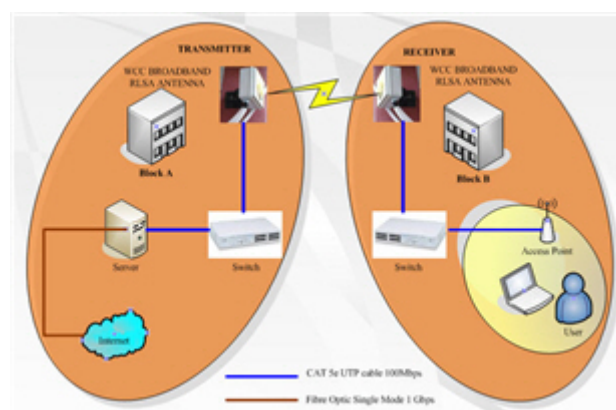 TRANSMITTER
RECEIVER
WCC BROADBAND
RLSA ANTENNA
WCC BROADBAND
RLSA ANTENNA
Block A
Block B
Server
Switch
Switch
Access Point
Internet
User
CAT 5e UTP cable 100Mbps
Fibre Optic Single Mode 1 Gbps